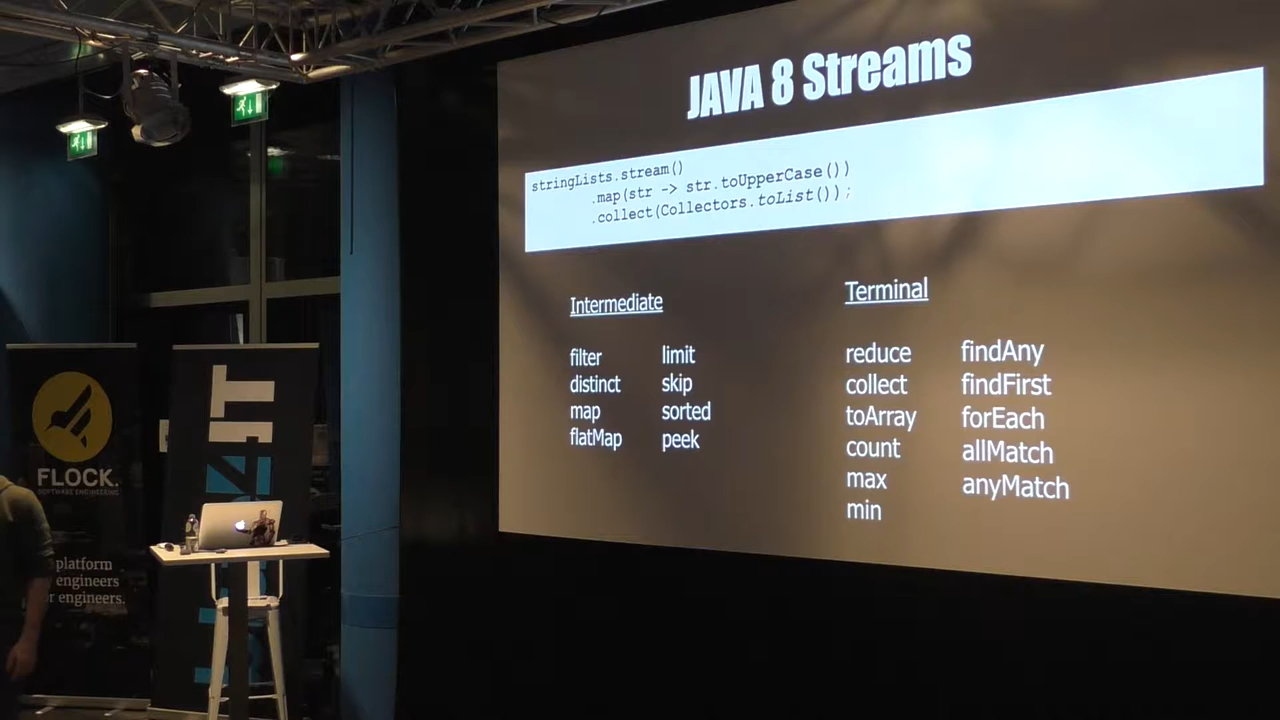 JAVA 8 Streams
stringLists.stream()
.map(str -> str.toUpperCase())
.collect(Collectors.toList());
Intermediate
filter
distinct
map
flatMap
limit
skip
sorted
peek
Terminal
reduce
collect
toArray
count
max
min
findAny
findFirst
forEach
allMatch
anyMatch
FLOCK.
SOFTWARE ENGINEERING
platform
engineers
r engineers.
IT